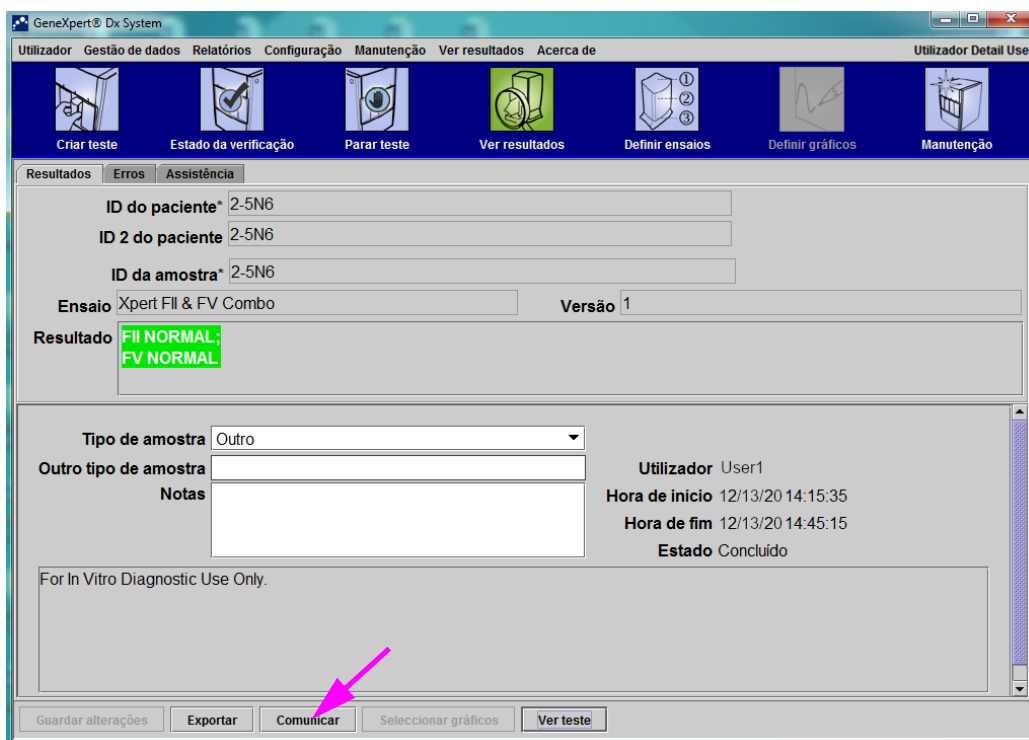 GeneXpert® Dx System
Utilizador Gestão de dados Relatórios Configuração Manutenção Ver resultados Acerca de Utilizador Detail Use
Criar teste Estado da verificação Parar teste Ver resultados Definir ensaios Definir gráficos Manutenção
Resultados Erros Assistência
ID do paciente* 2-5N6
ID 2 do paciente 2-5N6
ID da amostra* 2-5N6
Ensaio Xpert FII & FV Combo Versão 1
Resultado FII NORMAL;
FV NORMAL
Tipo de amostra Outro
Outro tipo de amostra Utilizador User1
Notas Hora de início 12/13/20 14:15:35
Hora de fim 12/13/20 14:45:15
Estado Concluído
For In Vitro Diagnostic Use Only.
Guardar alterações Exportar Comunicar Seleccionar gráficos Ver teste